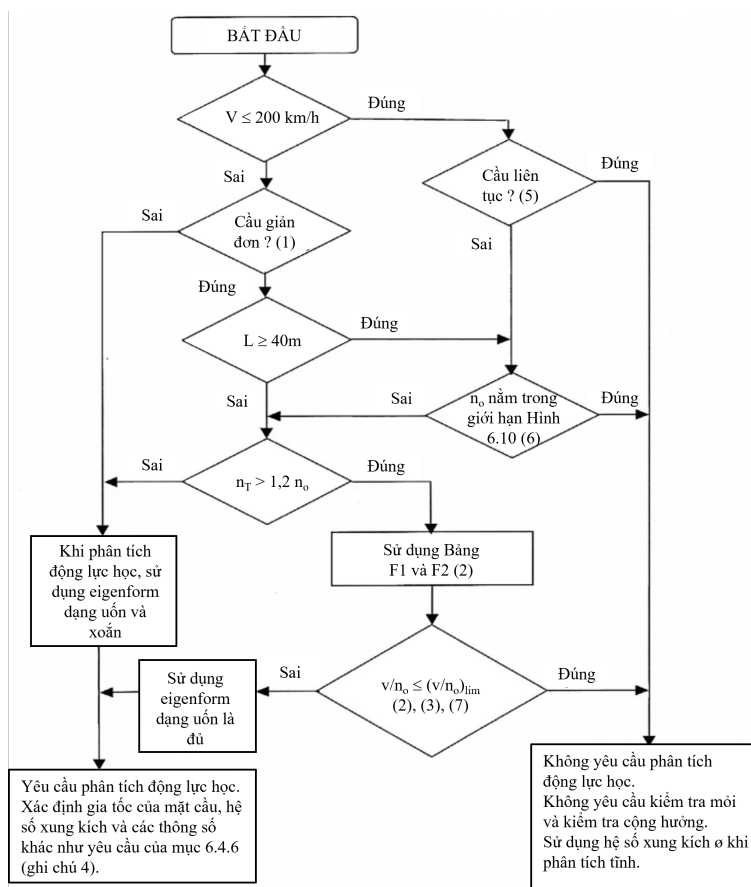 BẮT ĐẦU
V ≤ 200 km/h
Đúng
Sai
Cầu liên
tục ? (5)
Đúng
Sai
Cầu giản
đơn ? (1)
Sai
Đúng
L ≥ 40m
Đúng
Sai
n₀ nằm trong
giới hạn Hình
6.10 (6)
Sai
Đúng
n_T > 1,2 n₀
Sai
Đúng
Khi phân tích
động lực học, sử
dụng eigenform
dạng uốn và
xoắn
Sử dụng Bảng
F1 và F2 (2)
v/n₀ ≤ (v/n₀)lim
(2), (3), (7)
Sai
Đúng
Sử dụng
eigenform
dạng uốn là
đủ
Yêu cầu phân tích động lực học.
Xác định gia tốc của mặt cầu, hệ
số xung kích và các thông số
khác như yêu cầu của mục 6.4.6
(ghi chú 4).
Không yêu cầu phân tích
động lực học.
Không yêu cầu kiểm tra mỏi
và kiểm tra cộng hưởng.
Sử dụng hệ số xung kích ø khi
phân tích tĩnh.